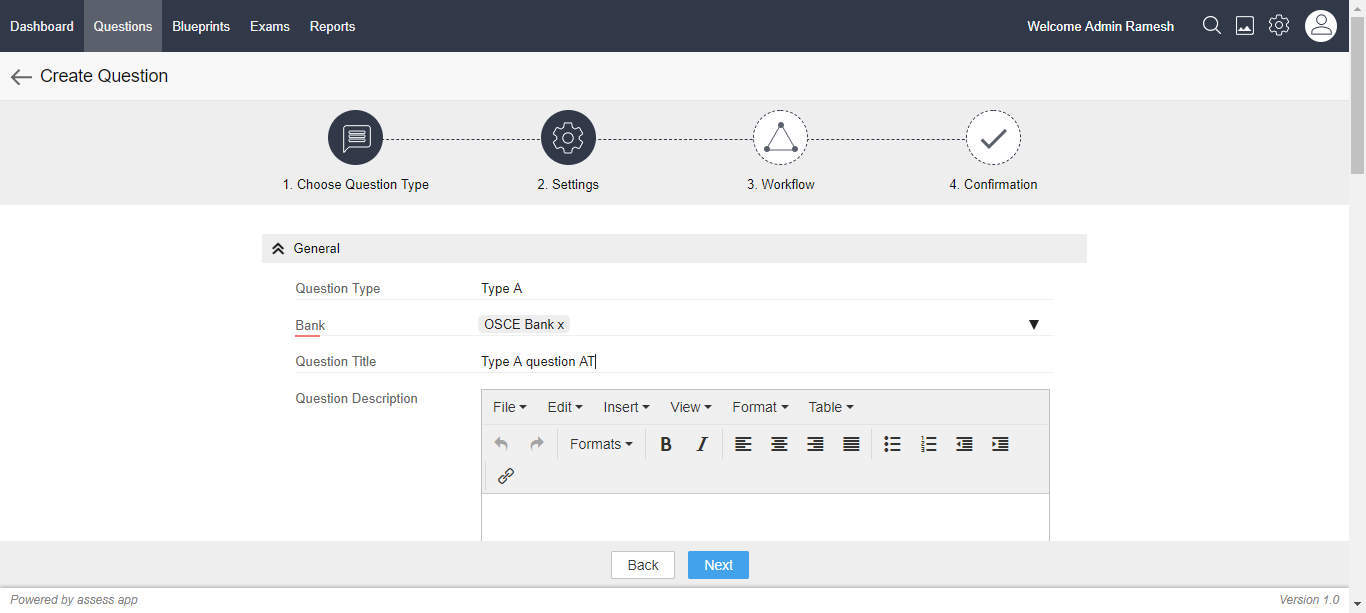 Dashboard Questions Blueprints Exams Reports Welcome Admin Ramesh
Create Question
1. Choose Question Type 2. Settings 3. Workflow 4. Confirmation
General
Question Type Type A
Bank OSCE Bank x
Question Title Type A question AT
Question Description
File Edit Insert View Format Table
Formats B I
Back Next
Powered by assess app Version 1.0